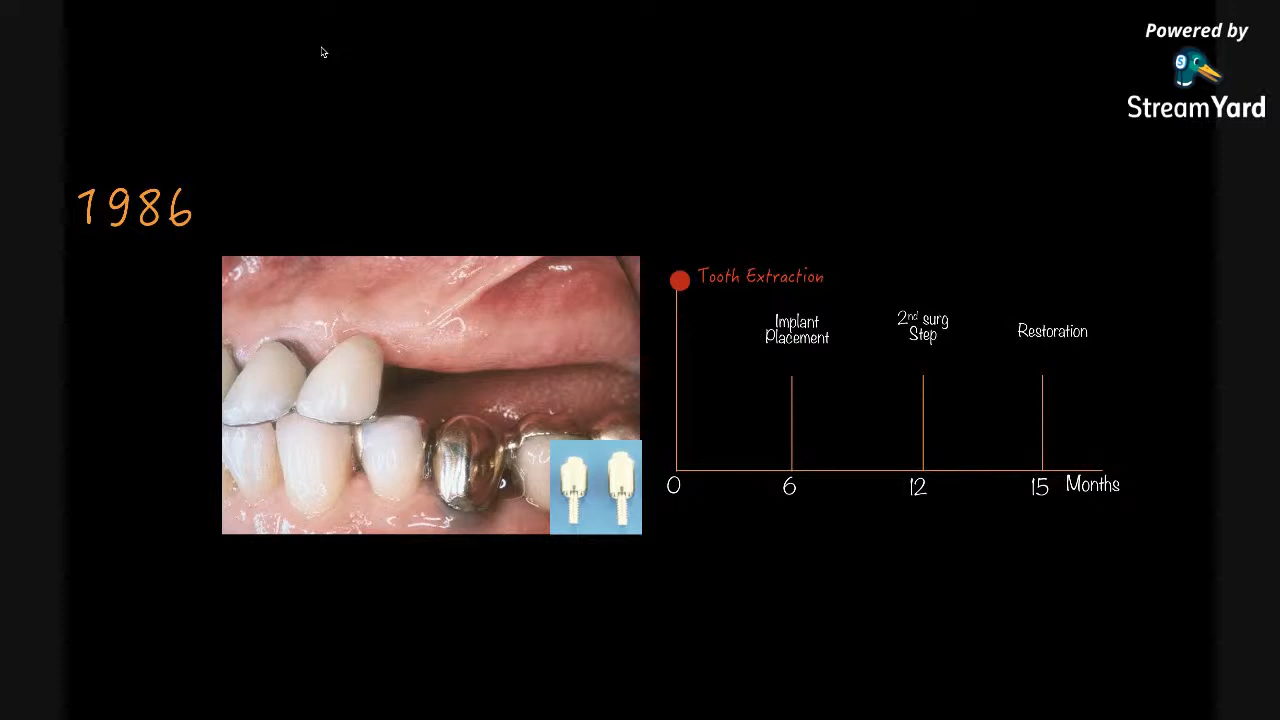 Powered by
StreamYard
1986
Tooth Extraction
Implant
Placement
2nd surg
Step
Restoration
0
6
12
15
Months